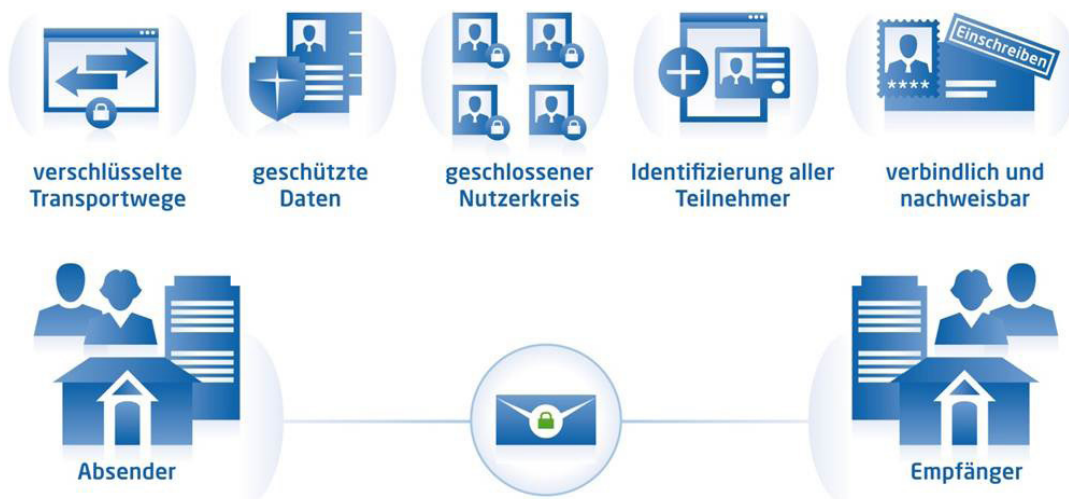 Einschreiben
****
verschlüsselte
Transportwege
geschützte
Daten
geschlossener
Nutzerkreis
Identifizierung aller
Teilnehmer
verbindlich und
nachweisbar
Absender
Empfänger